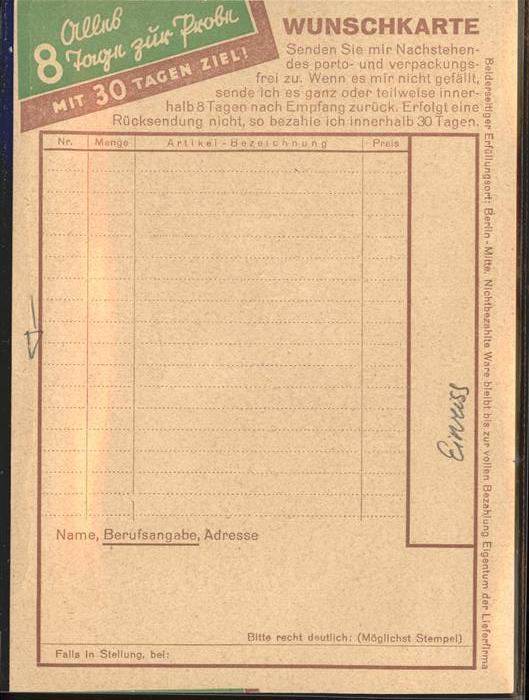 Alles
8 Tage zur Probe
MIT 30 TAGEN ZIEL!
WUNSCHKARTE
Senden Sie mir Nachstehen-
des porto- und verpackungs-
frei zu. Wenn es mir nicht gefällt,
sende ich es ganz oder teilweise inner-
halb 8 Tagen nach Empfang zurück. Erfolgt eine
Rücksendung nicht, so bezahle ich innerhalb 30 Tagen.
Nr. Menge Artikel-Bezeichnung Preis
Name, Berufsangabe, Adresse
Bitte recht deutlich: (Möglichst Stempel)
Falls in Stellung, bei:
Beiderseitiger Erfüllungsort: Berlin-Mitte. Nichtbezahlte Ware bleibt bis zur vollen Bezahlung Eigentum der Lieferfirma